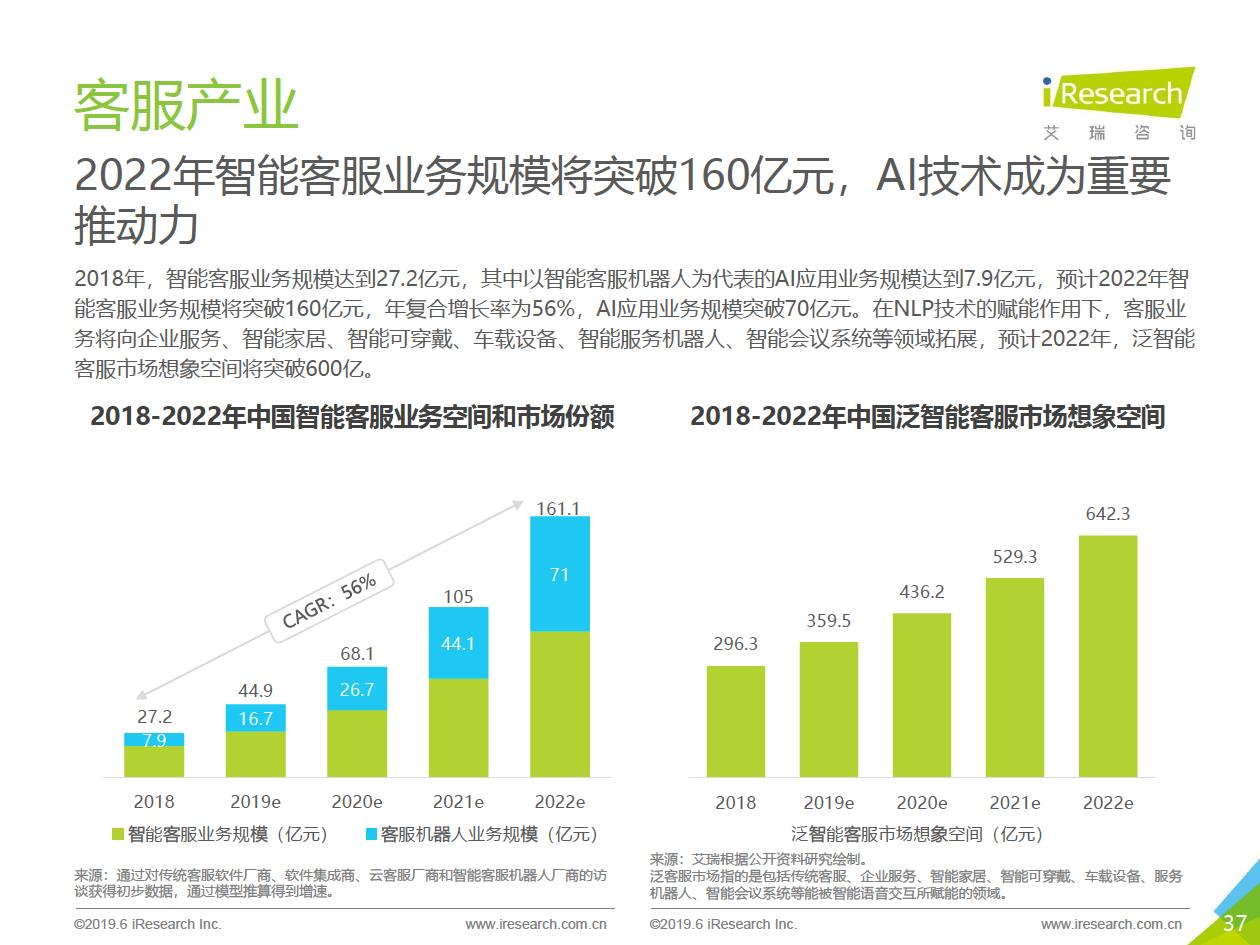 客服产业
iResearch
艾瑞咨询
2022年智能客服业务规模将突破160亿元，AI技术成为重要
推动力
2018年，智能客服业务规模达到27.2亿元，其中以智能客服机器人为代表的AI应用业务规模达到7.9亿元，预计2022年智
能客服业务规模将突破160亿元，年复合增长率为56%，AI应用业务规模突破70亿元。在NLP技术的赋能作用下，客服业
务将向企业服务、智能家居、智能可穿戴、车载设备、智能服务机器人、智能会议系统等领域拓展，预计2022年，泛智能
客服市场想象空间将突破600亿。
2018-2022年中国智能客服业务空间和市场份额
CAGR：56%
27.2
44.9
68.1
105
161.1
7.9
16.7
26.7
44.1
71
2018
2019e
2020e
2021e
2022e
智能客服业务规模（亿元）
客服机器人业务规模（亿元）
来源：通过对传统客服软件厂商、软件集成商、云客服厂商和智能客服机器人厂商的访
谈获得初步数据，通过模型推算得到增速。
2018-2022年中国泛智能客服市场想象空间
296.3
359.5
436.2
529.3
642.3
2018
2019e
2020e
2021e
2022e
泛智能客服市场想象空间（亿元）
来源：艾瑞根据公开资料研究绘制。
泛客服市场指的是包括传统客服、企业服务、智能家居、智能可穿戴、车载设备、服务
机器人、智能会议系统等能被智能语音交互所赋能的领域。
©2019.6 iResearch Inc.
www.iresearch.com.cn
©2019.6 iResearch Inc.
www.iresearch.com.cn
37